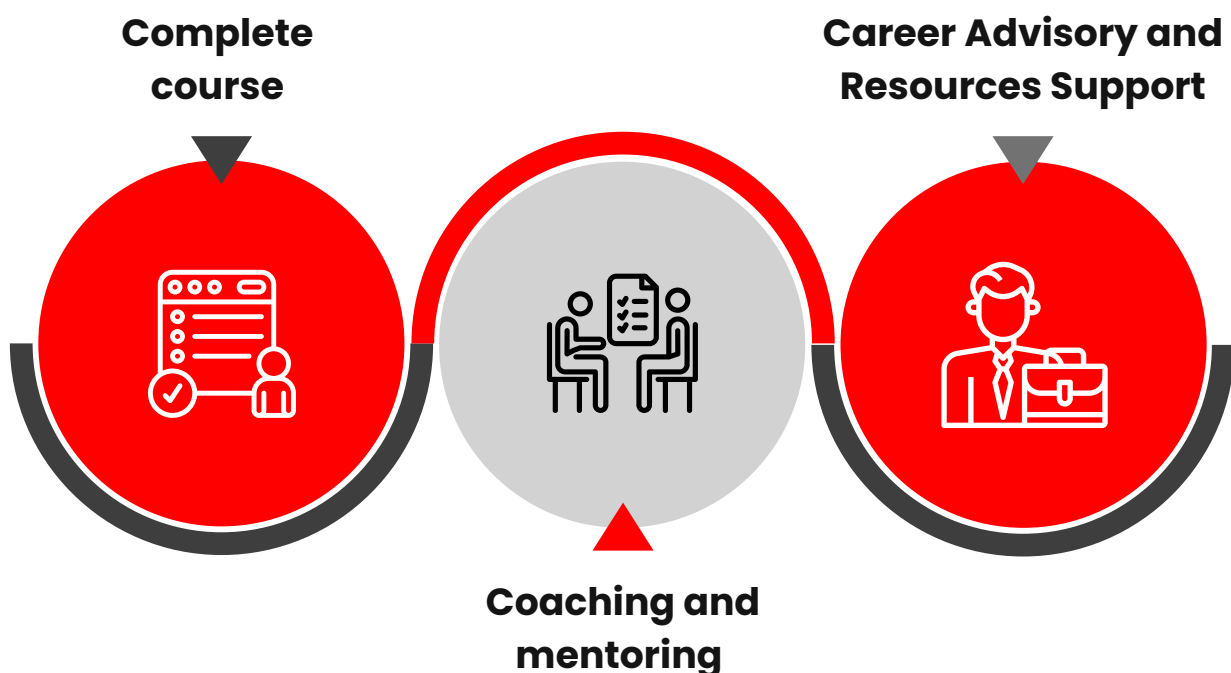 Complete
course
Career Advisory and
Resources Support
Coaching and
mentoring